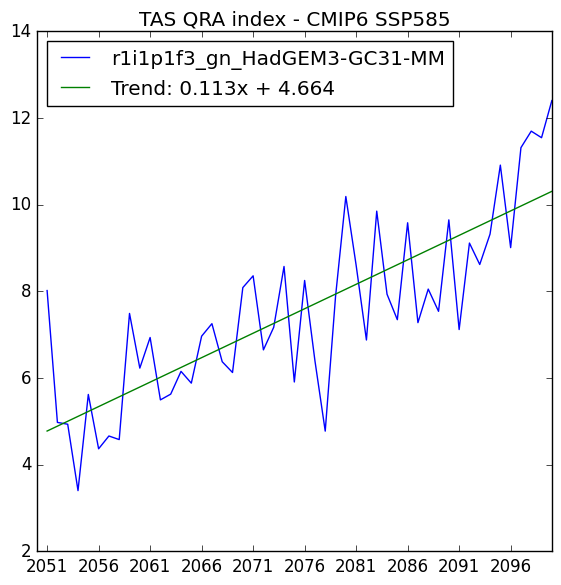 TAS QRA index - CMIP6 SSP585
r1i1p1f3_gn_HadGEM3-GC31-MM
Trend: 0.113x + 4.664
14
12
10
8
6
4
2
2051 2056 2061 2066 2071 2076 2081 2086 2091 2096